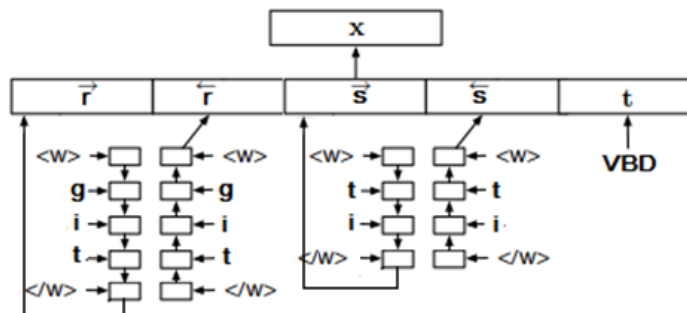 x
r→ r← s→ s← t
<w> <w> <w> <w> VBD
g g t t
i i i i
t t </w> </w>
</w> </w>